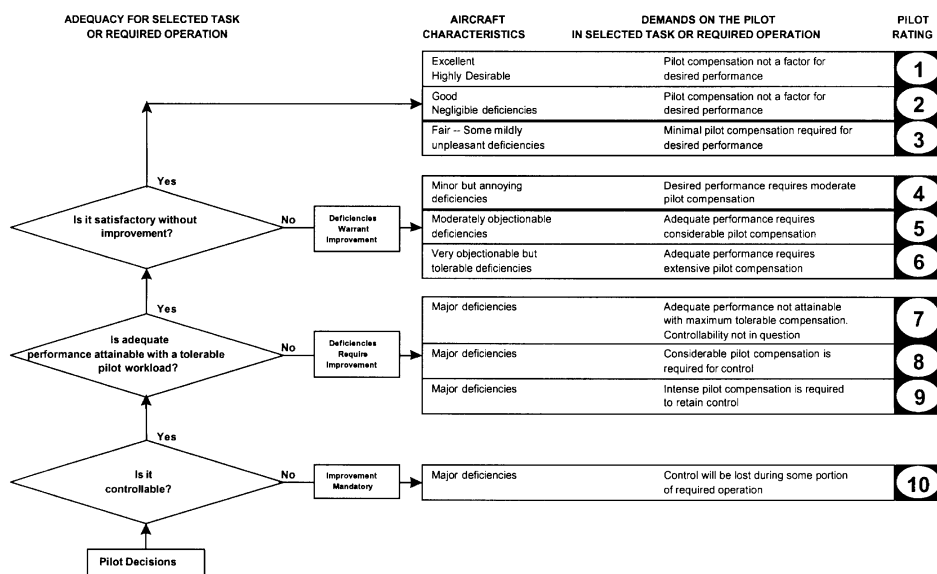 ADEQUACY FOR SELECTED TASK
OR REQUIRED OPERATION
AIRCRAFT
CHARACTERISTICS
DEMANDS ON THE PILOT
IN SELECTED TASK OR REQUIRED OPERATION
PILOT
RATING
Excellent
Highly Desirable
Pilot compensation not a factor for
desired performance
1
Good
Negligible deficiencies
Pilot compensation not a factor for
desired performance
2
Fair -- Some mildly
unpleasant deficiencies
Minimal pilot compensation required for
desired performance
3
Yes
Is it satisfactory without
improvement?
No
Deficiencies
Warrant
Improvement
Minor but annoying
deficiencies
Desired performance requires moderate
pilot compensation
4
Moderately objectionable
deficiencies
Adequate performance requires
considerable pilot compensation
5
Very objectionable but
tolerable deficiencies
Adequate performance requires
extensive pilot compensation
6
Yes
Is adequate
performance attainable with a tolerable
pilot workload?
No
Deficiencies
Require
Improvement
Major deficiencies
Adequate performance not attainable
with maximum tolerable compensation.
Controllability not in question
7
Major deficiencies
Considerable pilot compensation is
required for control
8
Major deficiencies
Intense pilot compensation is required
to retain control
9
Yes
Is it
controllable?
No
Improvement
Mandatory
Major deficiencies
Control will be lost during some portion
of required operation
10
Pilot Decisions